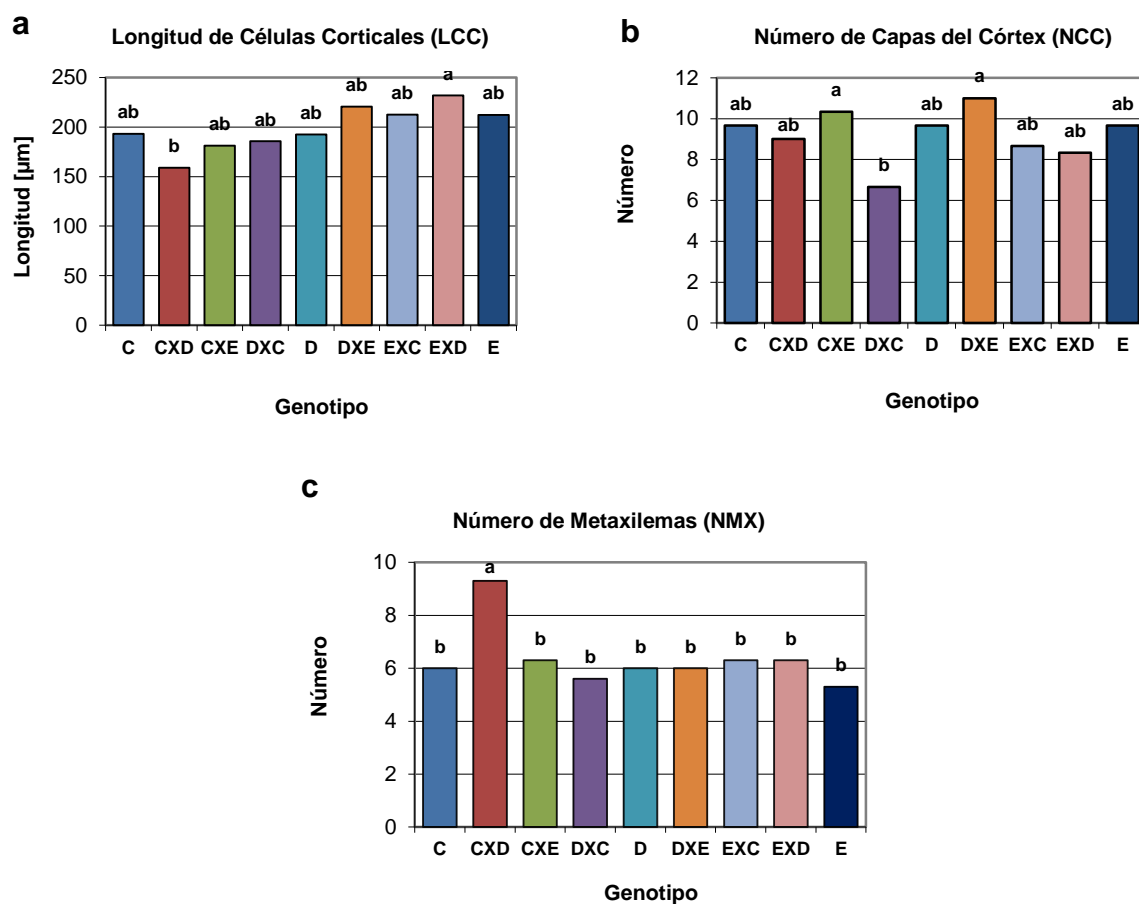 a
Longitud de Células Corticales (LCC)
Longitud [µm]
250
200
150
100
50
0
ab
b
ab
ab
ab
ab
ab
a
ab
C CXD CXE DXC D DXE EXC EXD E
Genotipo
b
Número de Capas del Córtex (NCC)
Número
12
10
8
6
4
2
0
ab
ab
a
b
ab
a
ab
ab
ab
C CXD CXE DXC D DXE EXC EXD E
Genotipo
c
Número de Metaxilemas (NMX)
Número
10
8
6
4
2
0
b
a
b
b
b
b
b
b
b
C CXD CXE DXC D DXE EXC EXD E
Genotipo